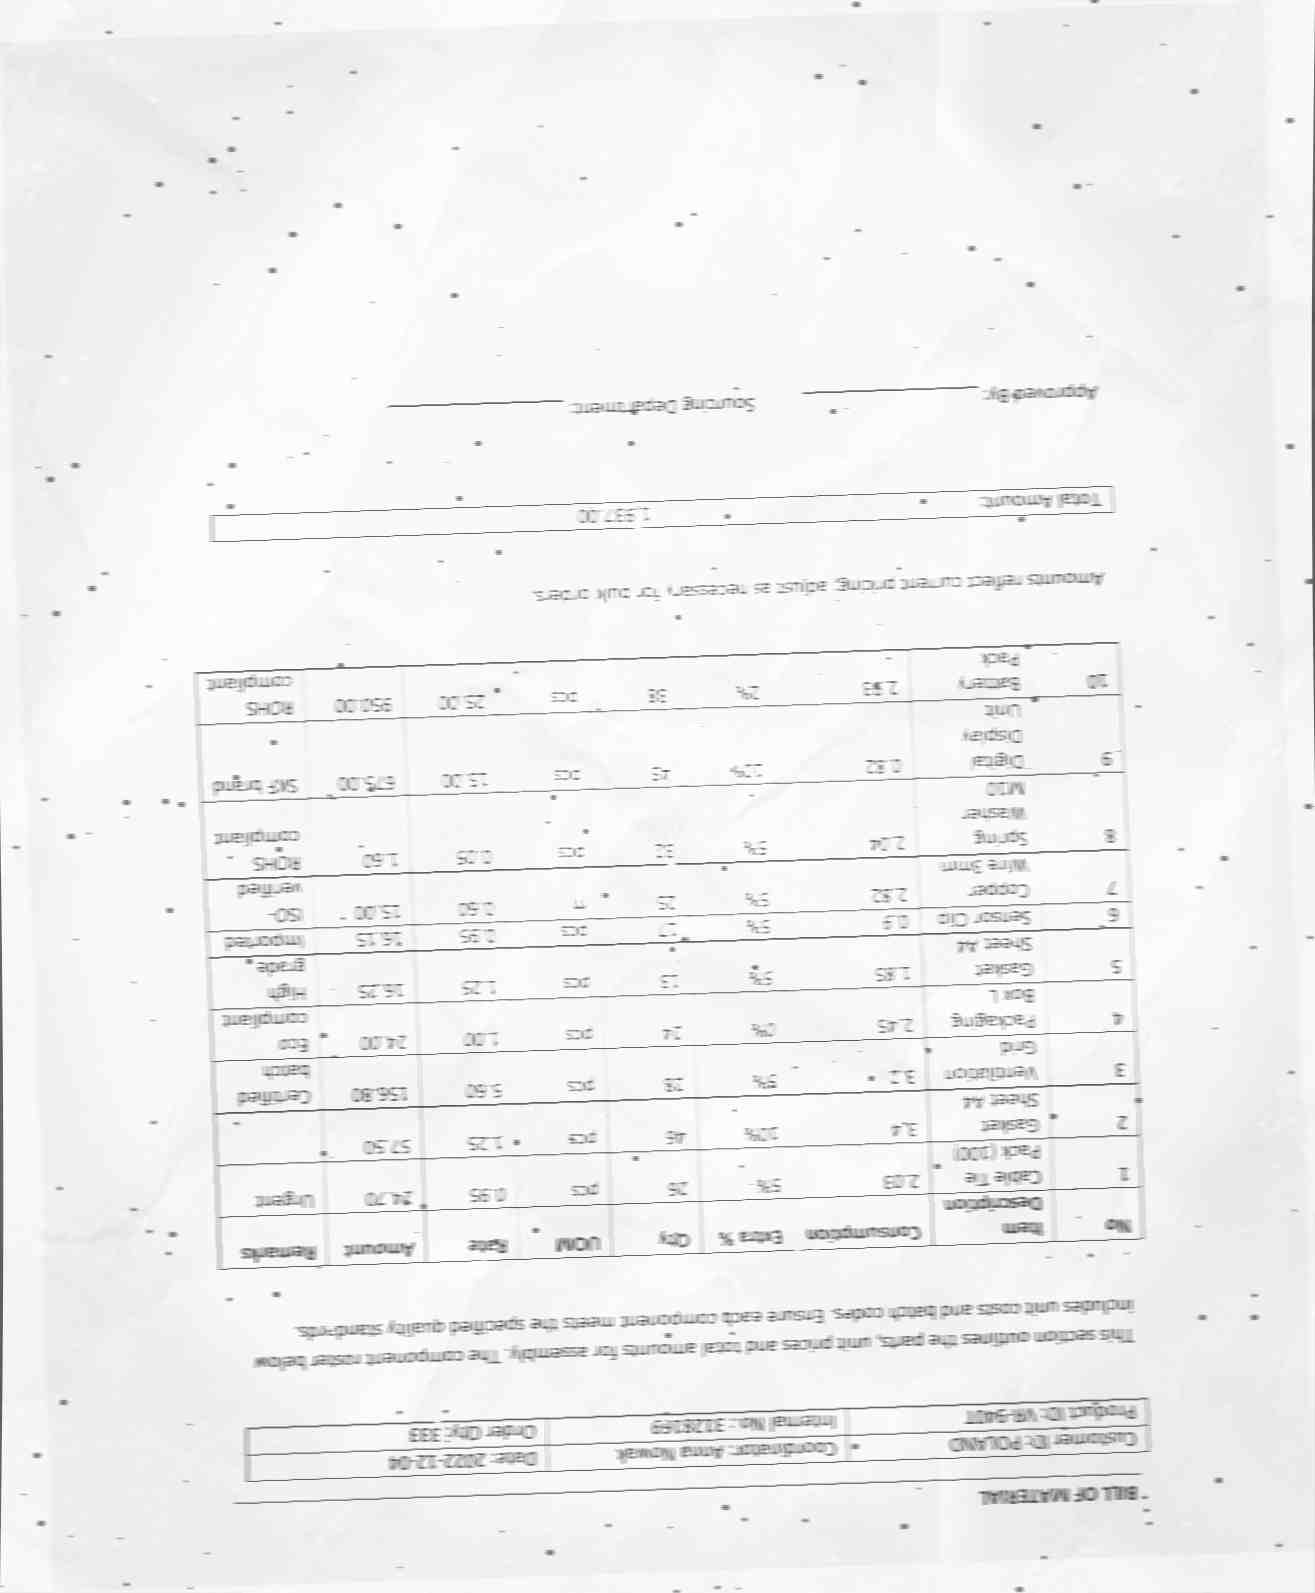 BILL OF MATERIAL
Customer ID: POLAND Coordinator: Anna Nowak Date: 2022-12-04
Product ID: VR-940T Internal No.: Order Qty: 333
This section outlines the parts, unit prices and total amounts for assembly. The component roster below
includes unit costs and batch codes. Ensure each component meets the specified quality standards.
No Item Description Consumption Extra % Qty UOM Rate Amount Remarks
1 Cable Tie Pack (100) 2.03 5% 26 pcs 0.95 24.70 Urgent
2 Gasket Sheet A4 3.4 10% 46 pcs 1.25 57.50
3 Ventilation Grid 5% 28 pcs 5.60 156.80 Certified batch
4 Packaging Box L 2.45 0% 24 pcs 1.00 24.00 Eco compliant
5 Gasket Sheet A4 1.85 5% 13 pcs 1.25 16.25 High grade
6 Sensor Clip 0.9 5% 17 pcs 0.95 16.15 Imported
7 Copper Wire 3mm 5% 25 m 0.60 15.00 ISO-verified
8 Spring Washer M10 2.04 5% 32 pcs 0.05 1.60 ROHS compliant
9 Digital Display Unit 0.82 10% 45 pcs 15.00 675.00 SKF brand
10 Battery Pack 2% 38 pcs 25.00 950.00 ROHS compliant
Amounts reflect current pricing; adjust as necessary for bulk orders.
Total Amount: 1,937.00
Approved By: Sourcing Department: